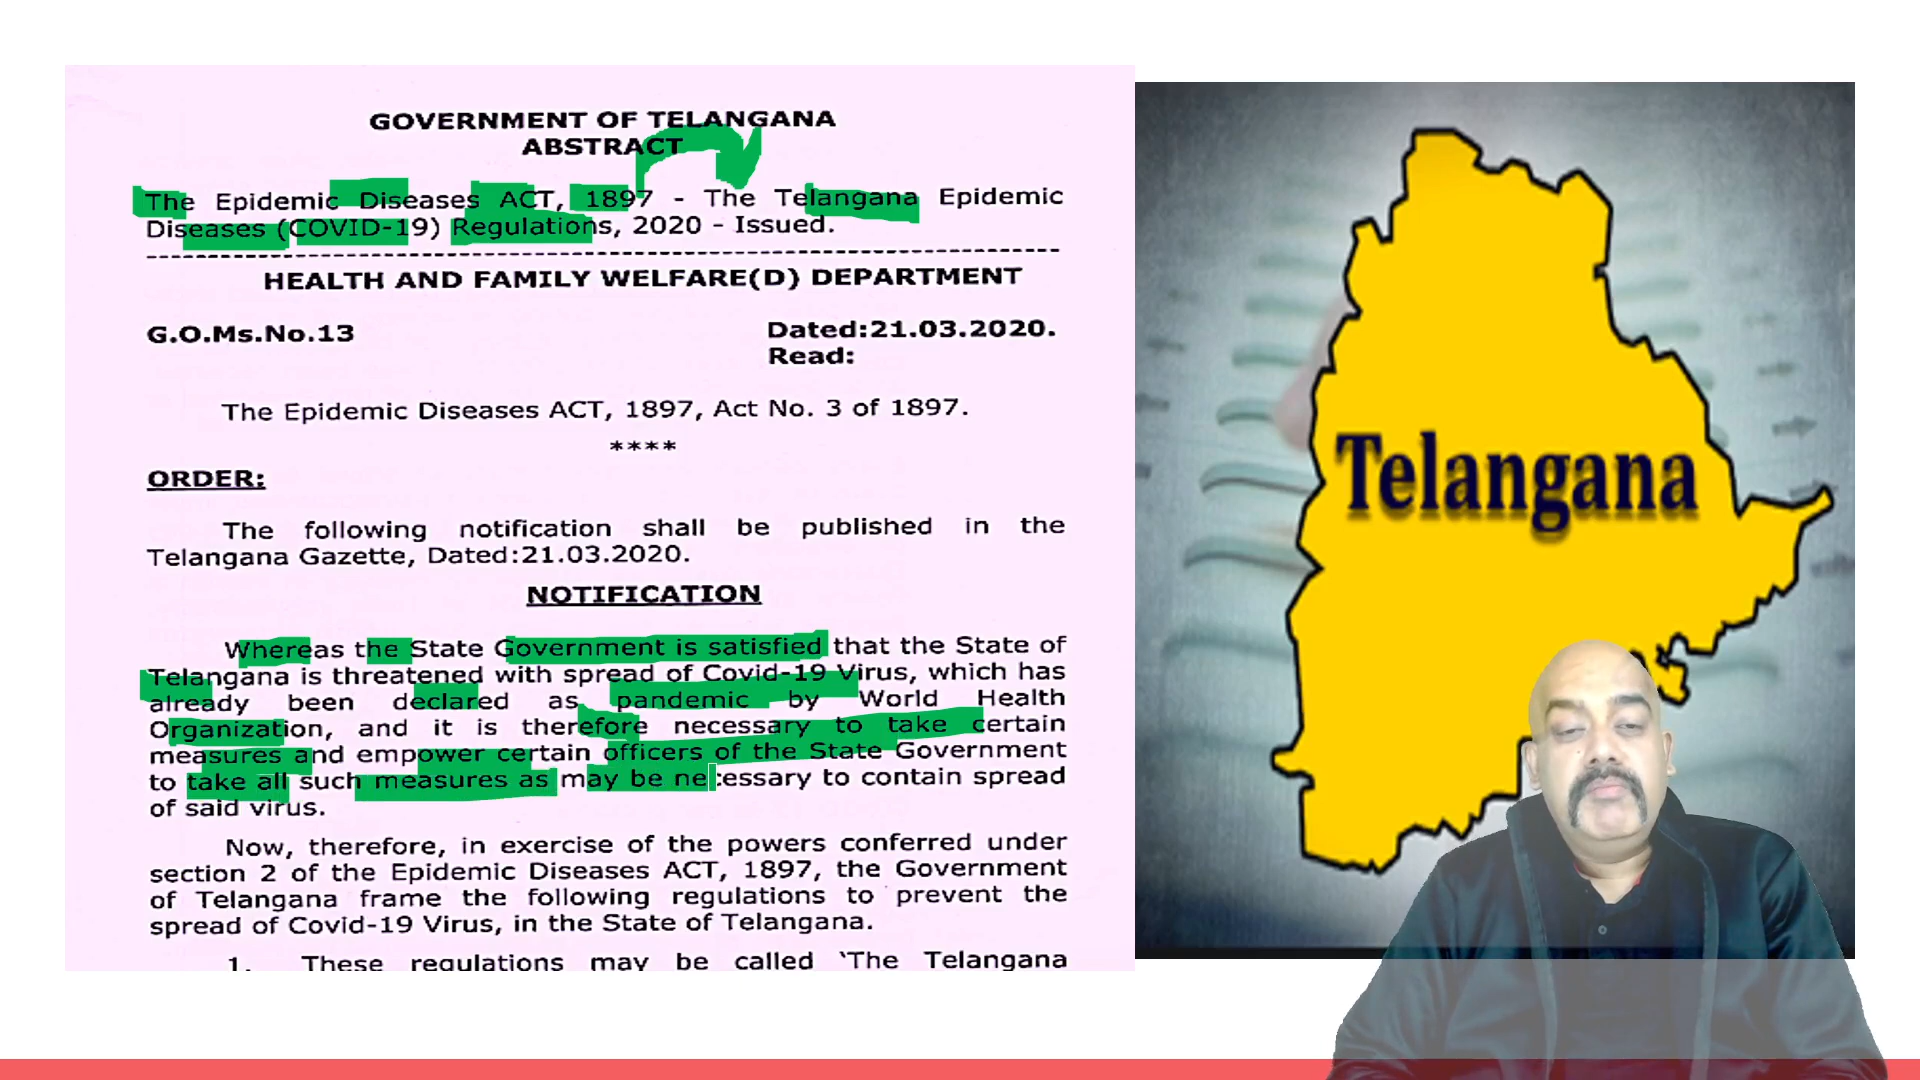 GOVERNMENT OF TELANGANA
ABSTRACT
The Epidemic Diseases ACT, 1897 - The Telangana Epidemic
Diseases (COVID-19) Regulations, 2020 - Issued.
HEALTH AND FAMILY WELFARE(D) DEPARTMENT
G.O.Ms.No.13
Dated:21.03.2020.
Read:
The Epidemic Diseases ACT, 1897, Act No. 3 of 1897.
****
ORDER:
The following notification shall be published in the
Telangana Gazette, Dated:21.03.2020.
NOTIFICATION
Whereas the State Government is satisfied that the State of
Telangana is threatened with spread of Covid-19 Virus, which has
already been declared as pandemic by World Health
Organization, and it is therefore necessary to take certain
measures and empower certain officers of the State Government
to take all such measures as may be necessary to contain spread
of said virus.
Now, therefore, in exercise of the powers conferred under
section 2 of the Epidemic Diseases ACT, 1897, the Government
of Telangana frame the following regulations to prevent the
spread of Covid-19 Virus, in the State of Telangana.
1. These regulations may be called 'The Telangana
Telangana